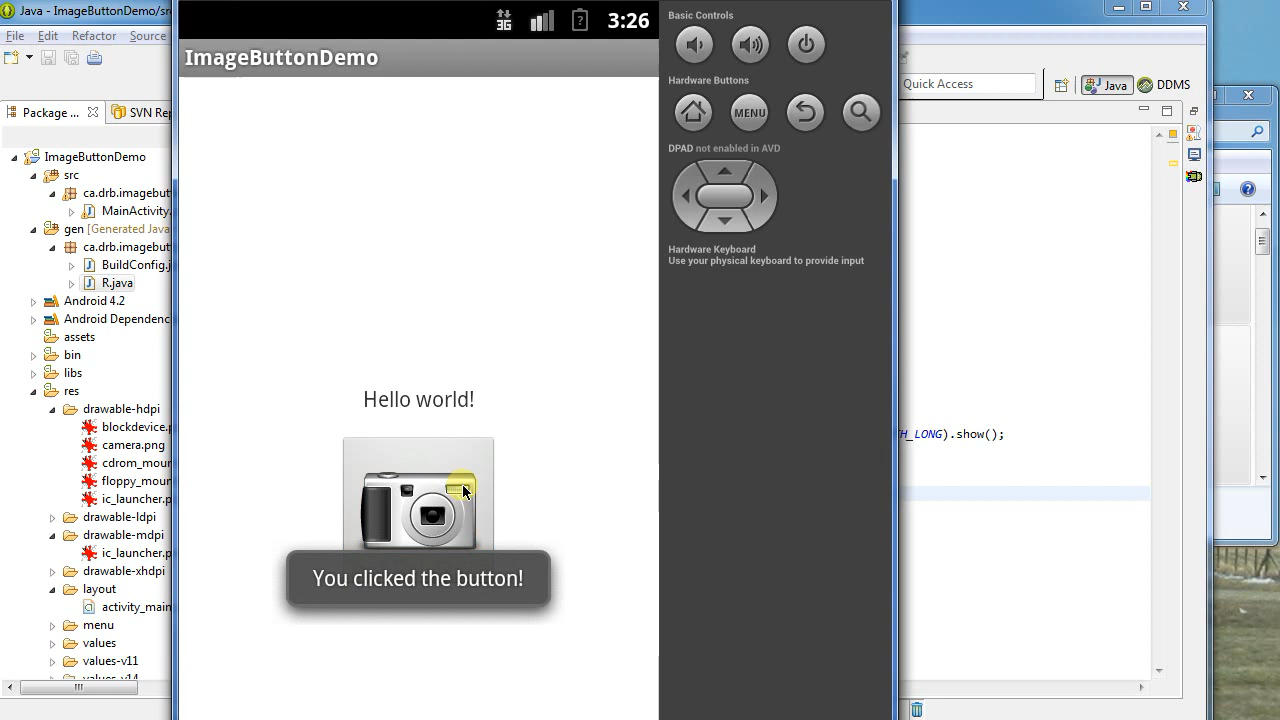 Java - ImageButtonDemo/sr
File Edit Refactor Source
Quick Access
Java
DDMS
Package ...
SVN Rep
ImageButtonDemo
src
ca.drb.imagebut
MainActivity.
gen [Generated Java
ca.drb.imagebut
BuildConfig.j
R.java
Android 4.2
Android Dependenc
assets
bin
libs
res
drawable-hdpi
blockdevice.p
camera.png
cdrom_moun
floppy_moun
ic_launcher.p
drawable-ldpi
drawable-mdpi
ic_launcher.p
drawable-xhdpi
layout
activity_main
menu
values
values-v11
values-v14
3G
3:26
ImageButtonDemo
Hello world!
You clicked the button!
Basic Controls
Hardware Buttons
MENU
DPAD not enabled in AVD
Hardware Keyboard
Use your physical keyboard to provide input
H_LONG).show();